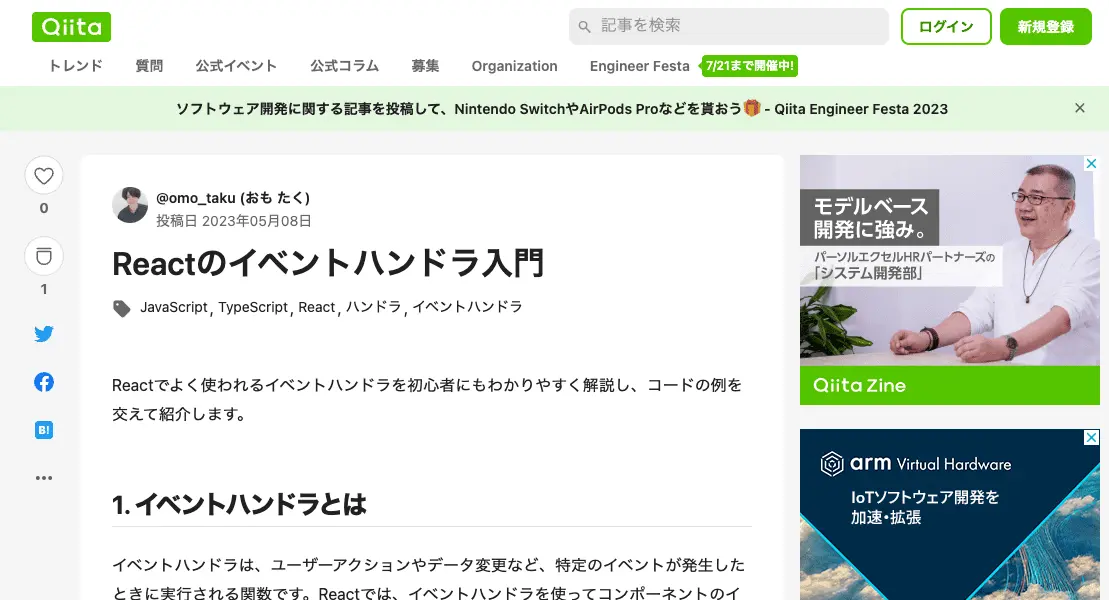 Qiita
記事を検索
ログイン
新規登録
トレンド 質問 公式イベント 公式コラム 募集 Organization Engineer Festa 7/21まで開催中!
ソフトウェア開発に関する記事を投稿して、Nintendo SwitchやAirPods Proなどを貰おう🎁 - Qiita Engineer Festa 2023
0
1
B!
@omo_taku (おも たく)
投稿日 2023年05月08日
Reactのイベントハンドラ入門
JavaScript, TypeScript, React, ハンドラ, イベントハンドラ
Reactでよく使われるイベントハンドラを初心者にもわかりやすく解説し、コードの例を
交えて紹介します。
1. イベントハンドラとは
イベントハンドラは、ユーザーアクションやデータ変更など、特定のイベントが発生した
ときに実行される関数です。Reactでは、イベントハンドラを使ってコンポーネントのイ
モデルベース
開発に強み。
パーソルエクセルHRパートナーズの
「システム開発部」
Qiita Zine
arm Virtual Hardware
IoTソフトウェア開発を
加速・拡張